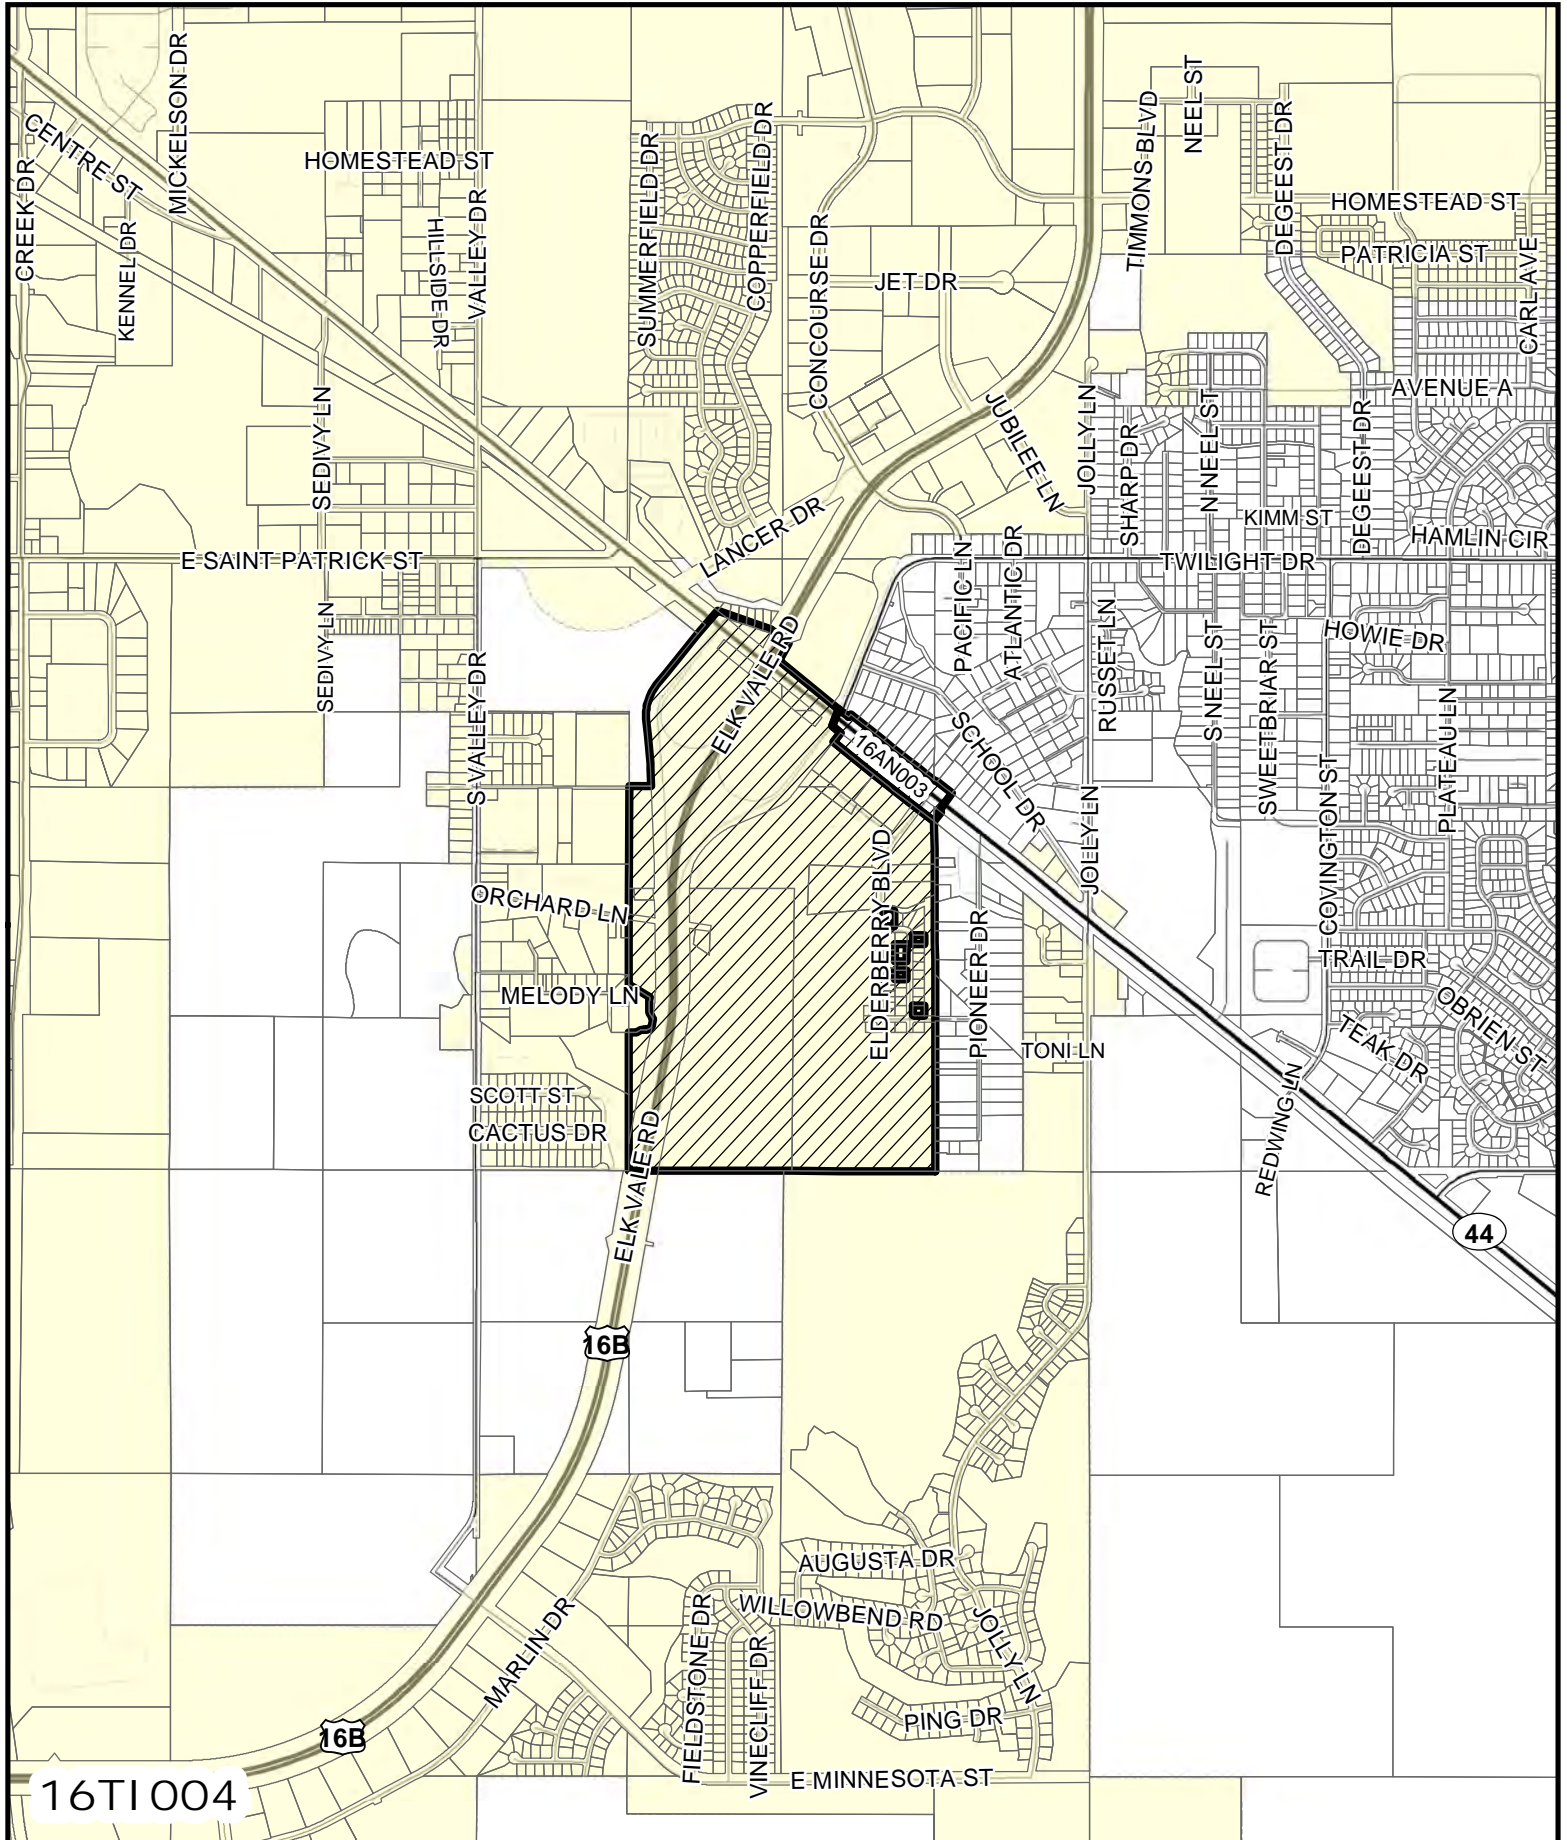 MICKELSON DR
CENTRE ST
CREEK DR
KENNEL DR
HOMESTEAD ST
HILLSIDE DR
VALLEY DR
SUMMERFIELD DR
COPPERFIELD DR
CONCOURSE DR
JET DR
TIMMONS BLVD
NEEL ST
DEGEEST DR
HOMESTEAD ST
PATRICIA ST
CARL AVE
AVENUE A
JUBILEE LN
JOLLY LN
SHARP DR
N NEEL ST
KIMM ST
DEGEEST DR
HAMLIN CIR
SEDIVY LN
E SAINT PATRICK ST
LANCER DR
PACIFIC LN
ATLANTIC DR
TWILIGHT DR
SEDIVY LN
S VALLEY DR
ELK VALE RD
RUSSET LN
S NEEL ST
SWEETBRIAR ST
HOWIE DR
PLATEAU LN
SCHOOL DR
16AN003
COVINGTON ST
JOLLY LN
ELDERBERRY BLVD
ORCHARD LN
PIONEER DR
TRAIL DR
MELODY LN
OBRIEN ST
TEAK DR
TONI LN
SCOTT ST
CACTUS DR
REDWING LN
ELK VALE RD
ELK VALE RD
44
16B
AUGUSTA DR
WILLOWBEND RD
JOLLY LN
MARLIN DR
FIELDSTONE DR
VINECLIFF DR
PING DR
16B
E MINNESOTA ST
16TI004